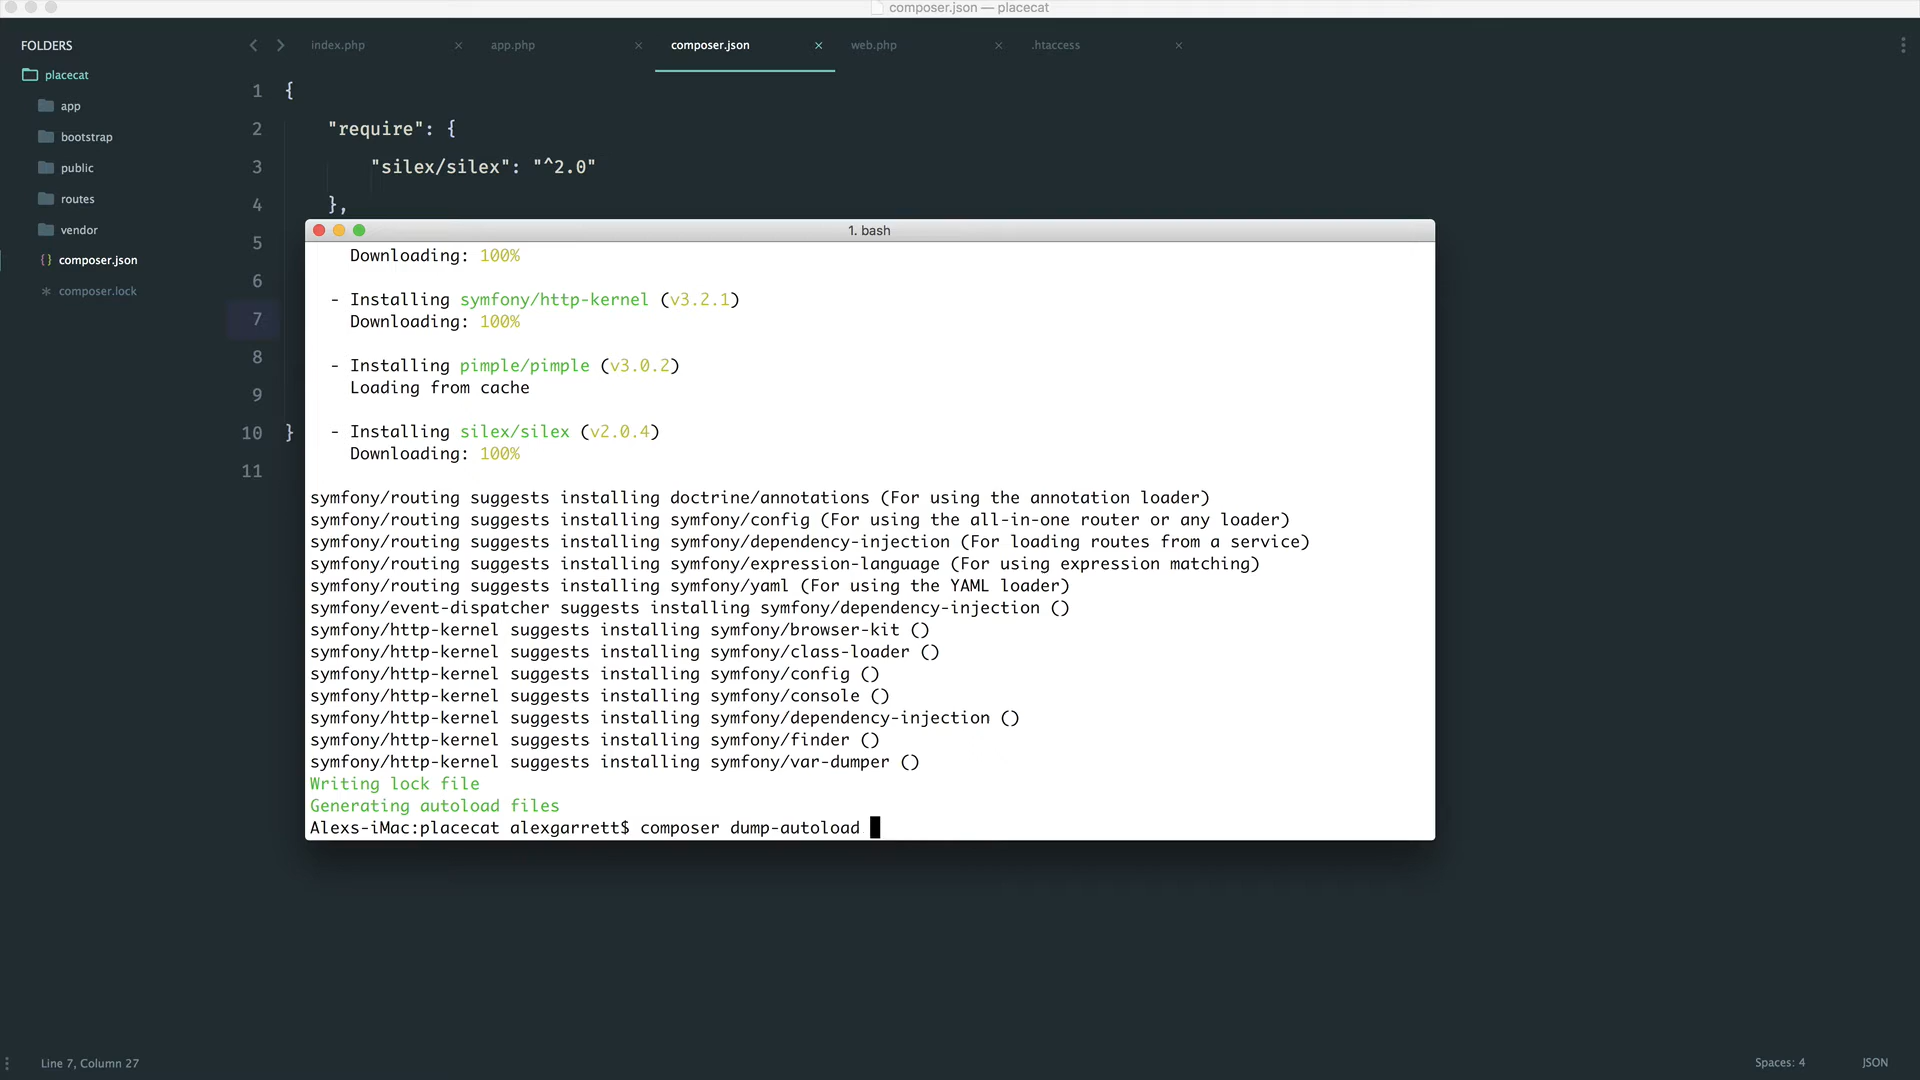 composer.json — placecat
FOLDERS
placecat
app
bootstrap
public
routes
vendor
{} composer.json
* composer.lock
index.php × app.php × composer.json × web.php × .htaccess ×
1 {
2 "require": {
3 "silex/silex": "^2.0"
4 },
5
6
7
8
9
10 }
11
1. bash
Downloading: 100%
- Installing symfony/http-kernel (v3.2.1)
Downloading: 100%
- Installing pimple/pimple (v3.0.2)
Loading from cache
- Installing silex/silex (v2.0.4)
Downloading: 100%
symfony/routing suggests installing doctrine/annotations (For using the annotation loader)
symfony/routing suggests installing symfony/config (For using the all-in-one router or any loader)
symfony/routing suggests installing symfony/dependency-injection (For loading routes from a service)
symfony/routing suggests installing symfony/expression-language (For using expression matching)
symfony/routing suggests installing symfony/yaml (For using the YAML loader)
symfony/event-dispatcher suggests installing symfony/dependency-injection ()
symfony/http-kernel suggests installing symfony/browser-kit ()
symfony/http-kernel suggests installing symfony/class-loader ()
symfony/http-kernel suggests installing symfony/config ()
symfony/http-kernel suggests installing symfony/console ()
symfony/http-kernel suggests installing symfony/dependency-injection ()
symfony/http-kernel suggests installing symfony/finder ()
symfony/http-kernel suggests installing symfony/var-dumper ()
Writing lock file
Generating autoload files
Alexs-iMac:placecat alexgarrett$ composer dump-autoload
Line 7, Column 27
Spaces: 4
JSON